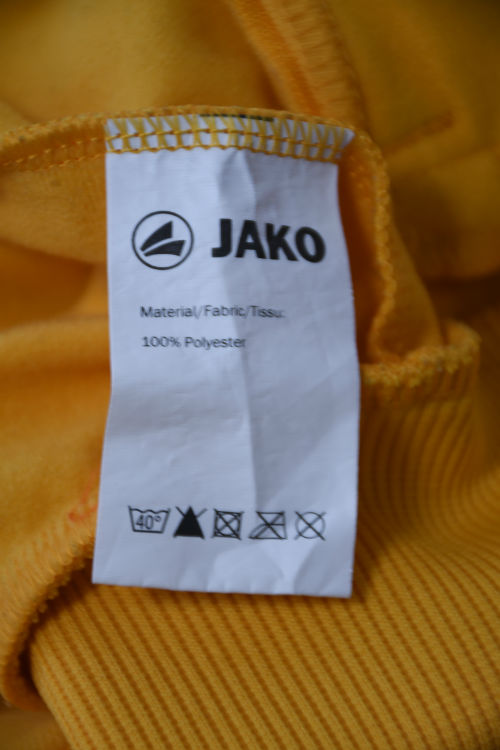 JAKO
Material/Fabric/Tissu:
100% Polyester
40°